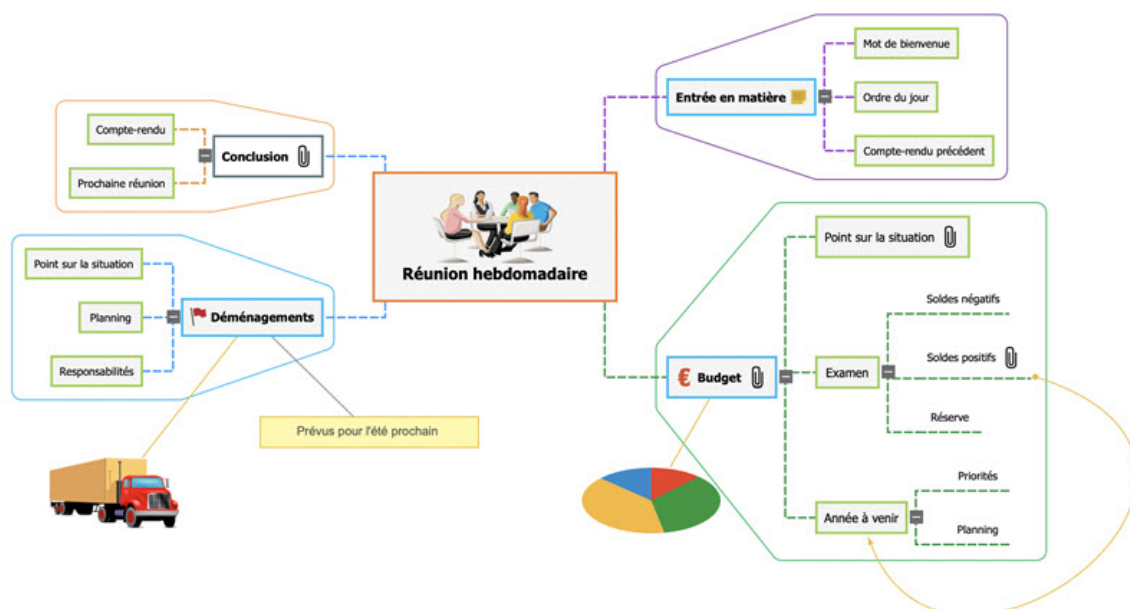 Réunion hebdomadaire
Entrée en matière
Mot de bienvenue
Ordre du jour
Compte-rendu précédent
€ Budget
Point sur la situation
Examen
Soldes négatifs
Soldes positifs
Réserve
Année à venir
Priorités
Planning
Déménagements
Point sur la situation
Planning
Responsabilités
Prévus pour l'été prochain
Conclusion
Compte-rendu
Prochaine réunion